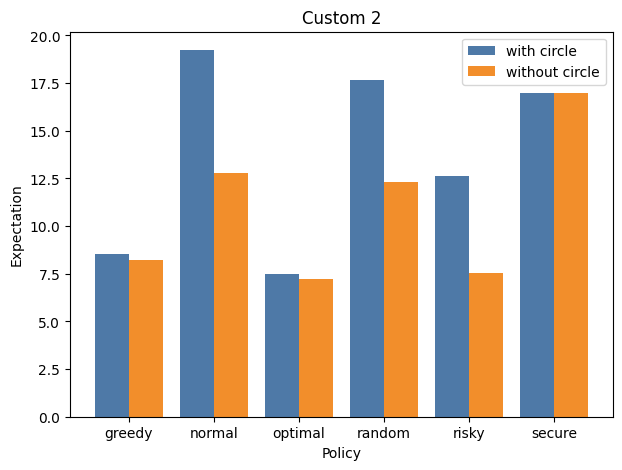 Custom 2
with circle
without circle
20.0
17.5
15.0
12.5
10.0
7.5
5.0
2.5
0.0
Expectation
greedy normal optimal random risky secure
Policy